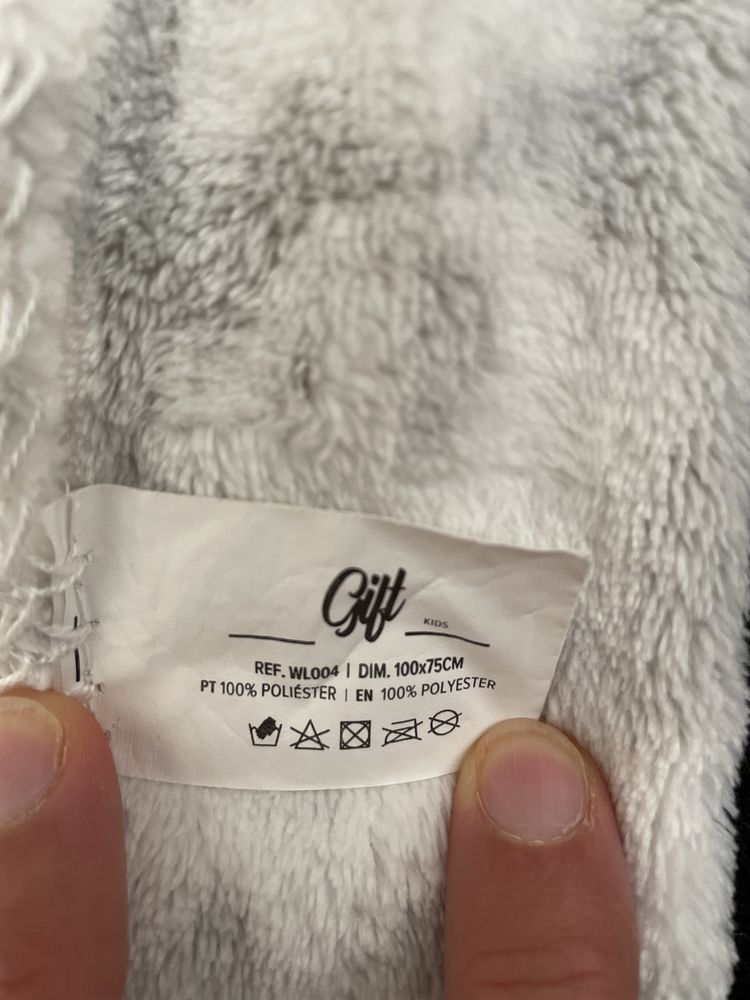 Gift
KIDS
REF. WL004 | DIM. 100x75CM
PT 100% POLIÉSTER | EN 100% POLYESTER